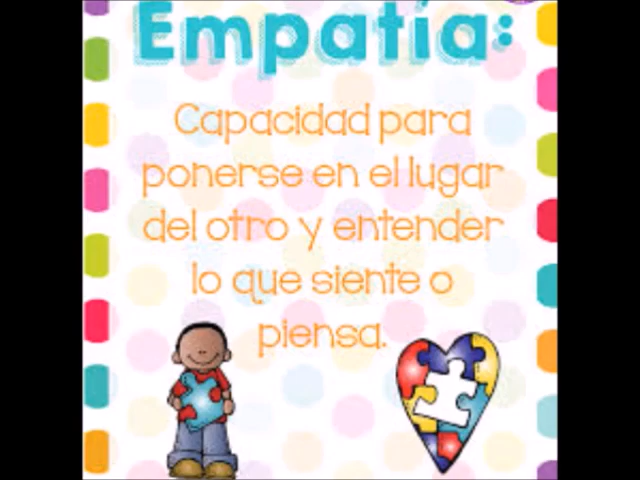 Empatía:
Capacidad para
ponerse en el lugar
del otro y entender
lo que siente o
piensa.